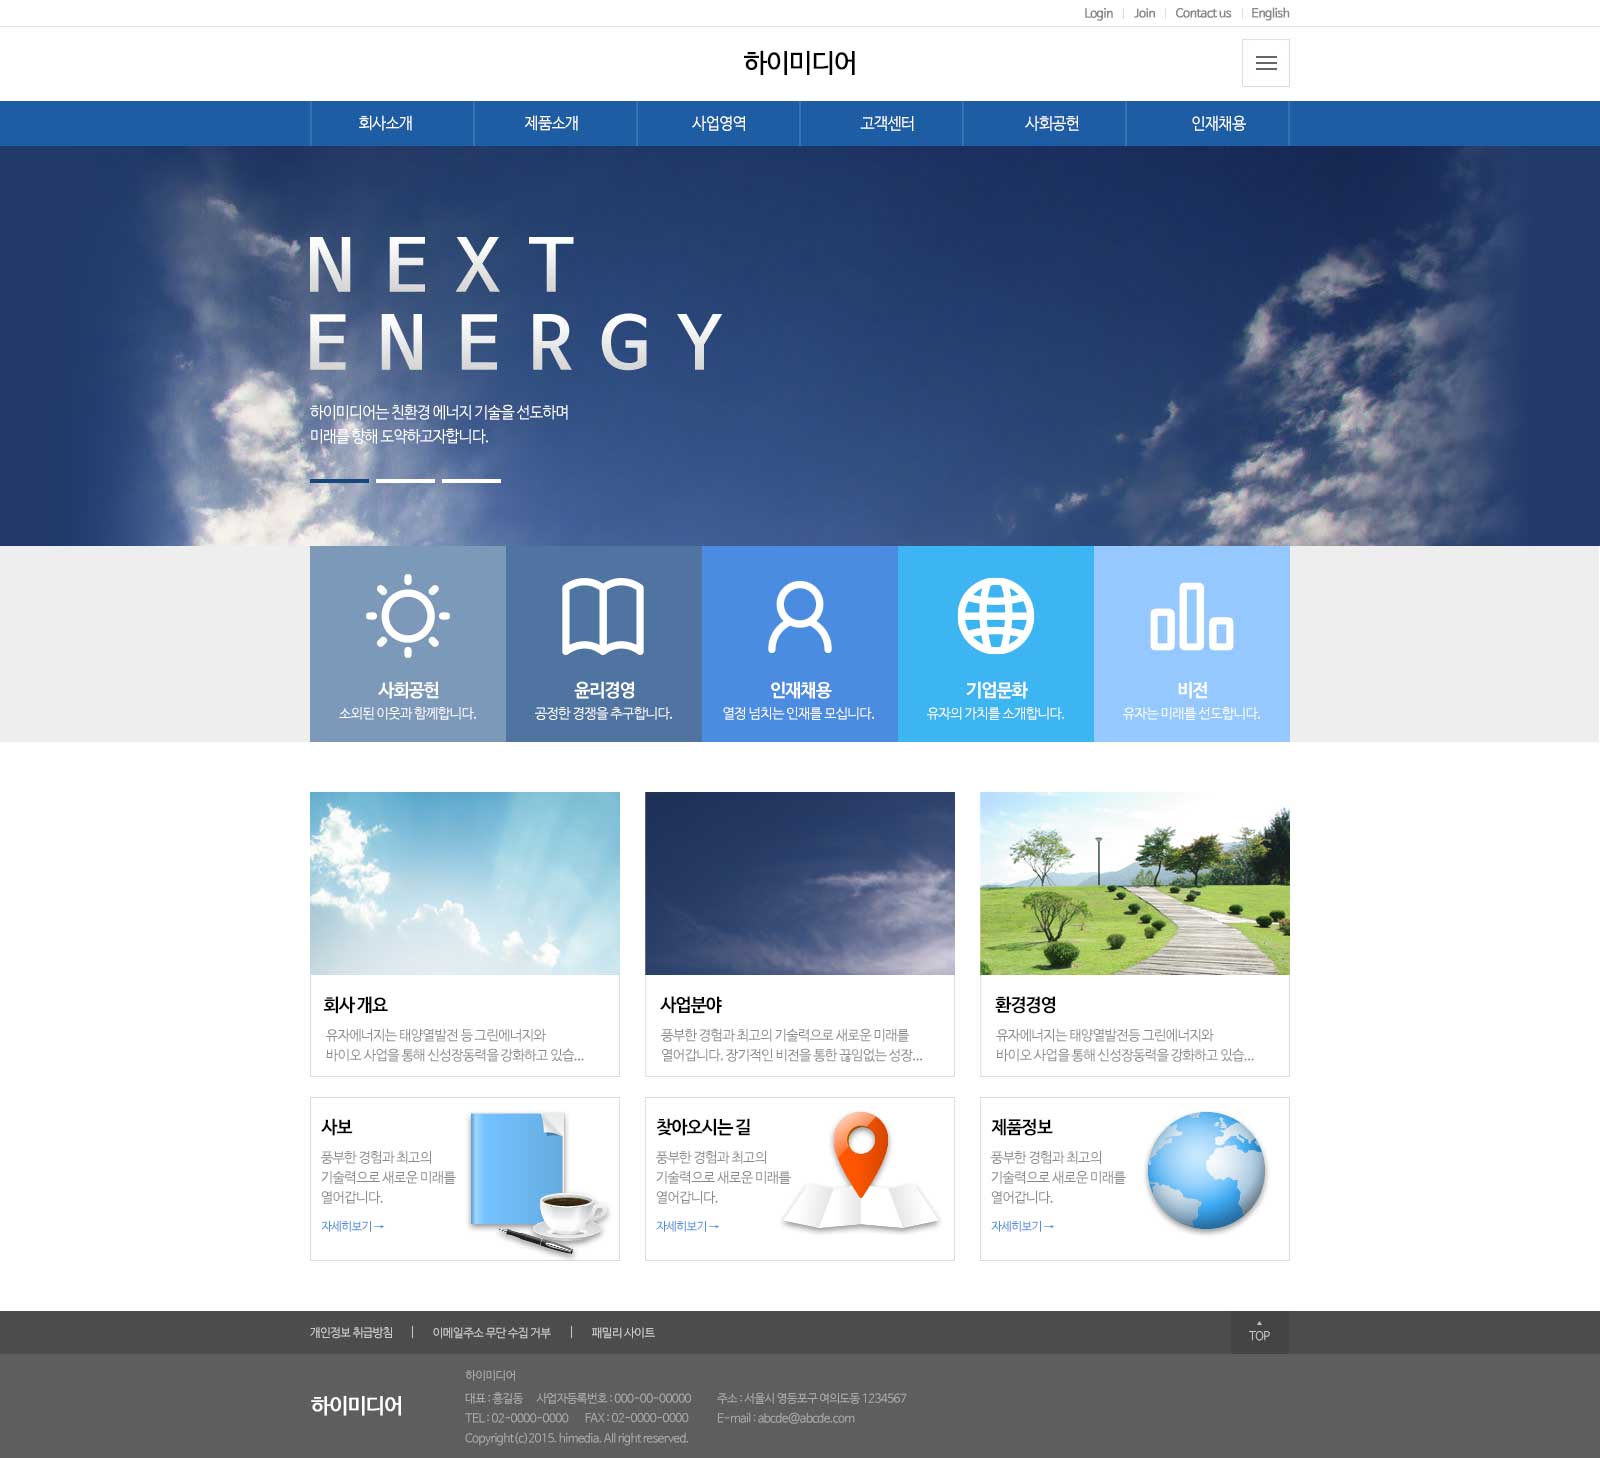 Login
Join
Contact us
English
하이미디어
회사소개
제품소개
사업영역
고객센터
사회공헌
인재채용
NEXT
ENERGY
하이미디어는 친환경 에너지 기술을 선도하며
미래를 향해 도약하고자합니다.
사회공헌
소외된 이웃과 함께합니다.
윤리경영
공정한 경쟁을 추구합니다.
인재채용
열정 넘치는 인재를 모십니다.
기업문화
유자의 가치를 소개합니다.
비전
유자는 미래를 선도합니다.
회사 개요
유자에너지는 태양열발전 등 그린에너지와
바이오 사업을 통해 신성장동력을 강화하고 있습...
사업분야
풍부한 경험과 최고의 기술력으로 새로운 미래를
열어갑니다. 장기적인 비전을 통한 끊임없는 성장...
환경경영
유자에너지는 태양열발전등 그린에너지와
바이오 사업을 통해 신성장동력을 강화하고 있습...
사보
풍부한 경험과 최고의
기술력으로 새로운 미래를
열어갑니다.
자세히보기 →
찾아오시는 길
풍부한 경험과 최고의
기술력으로 새로운 미래를
열어갑니다.
자세히보기 →
제품정보
풍부한 경험과 최고의
기술력으로 새로운 미래를
열어갑니다.
자세히보기 →
개인정보 취급방침 | 이메일주소 무단 수집 거부 | 패밀리 사이트
TOP
하이미디어
하이미디어
대표 : 홍길동 사업자등록번호 : 000-00-00000 주소 : 서울시 영등포구 여의도동 1234567
TEL : 02-0000-0000 FAX : 02-0000-0000 E-mail : abcde@abcde.com
Copyright (c) 2015. himedia. All right reserved.